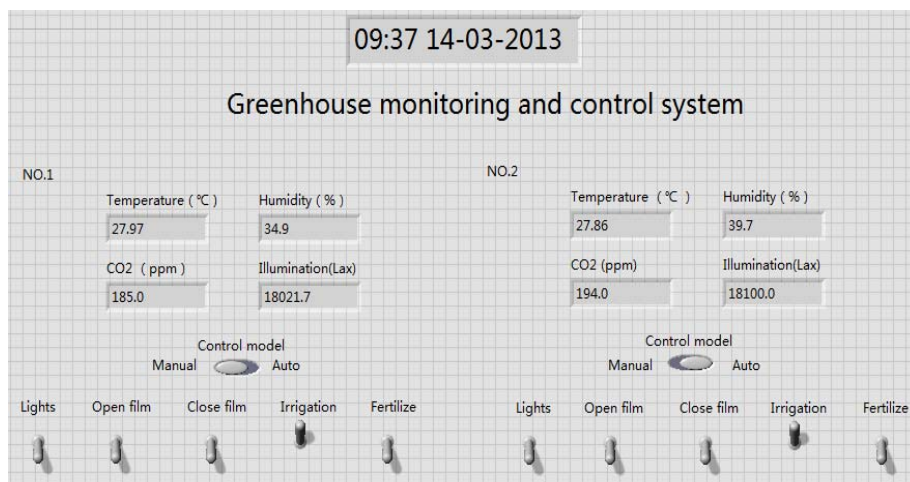 09:37 14-03-2013
Greenhouse monitoring and control system
NO.1
Temperature ( ℃ ) Humidity ( % )
27.97 34.9
CO2 ( ppm ) Illumination(Lax)
185.0 18021.7
Control model
Manual Auto
Lights Open film Close film Irrigation Fertilize
NO.2
Temperature ( ℃ ) Humidity ( % )
27.86 39.7
CO2 (ppm) Illumination(Lax)
194.0 18100.0
Control model
Manual Auto
Lights Open film Close film Irrigation Fertilize